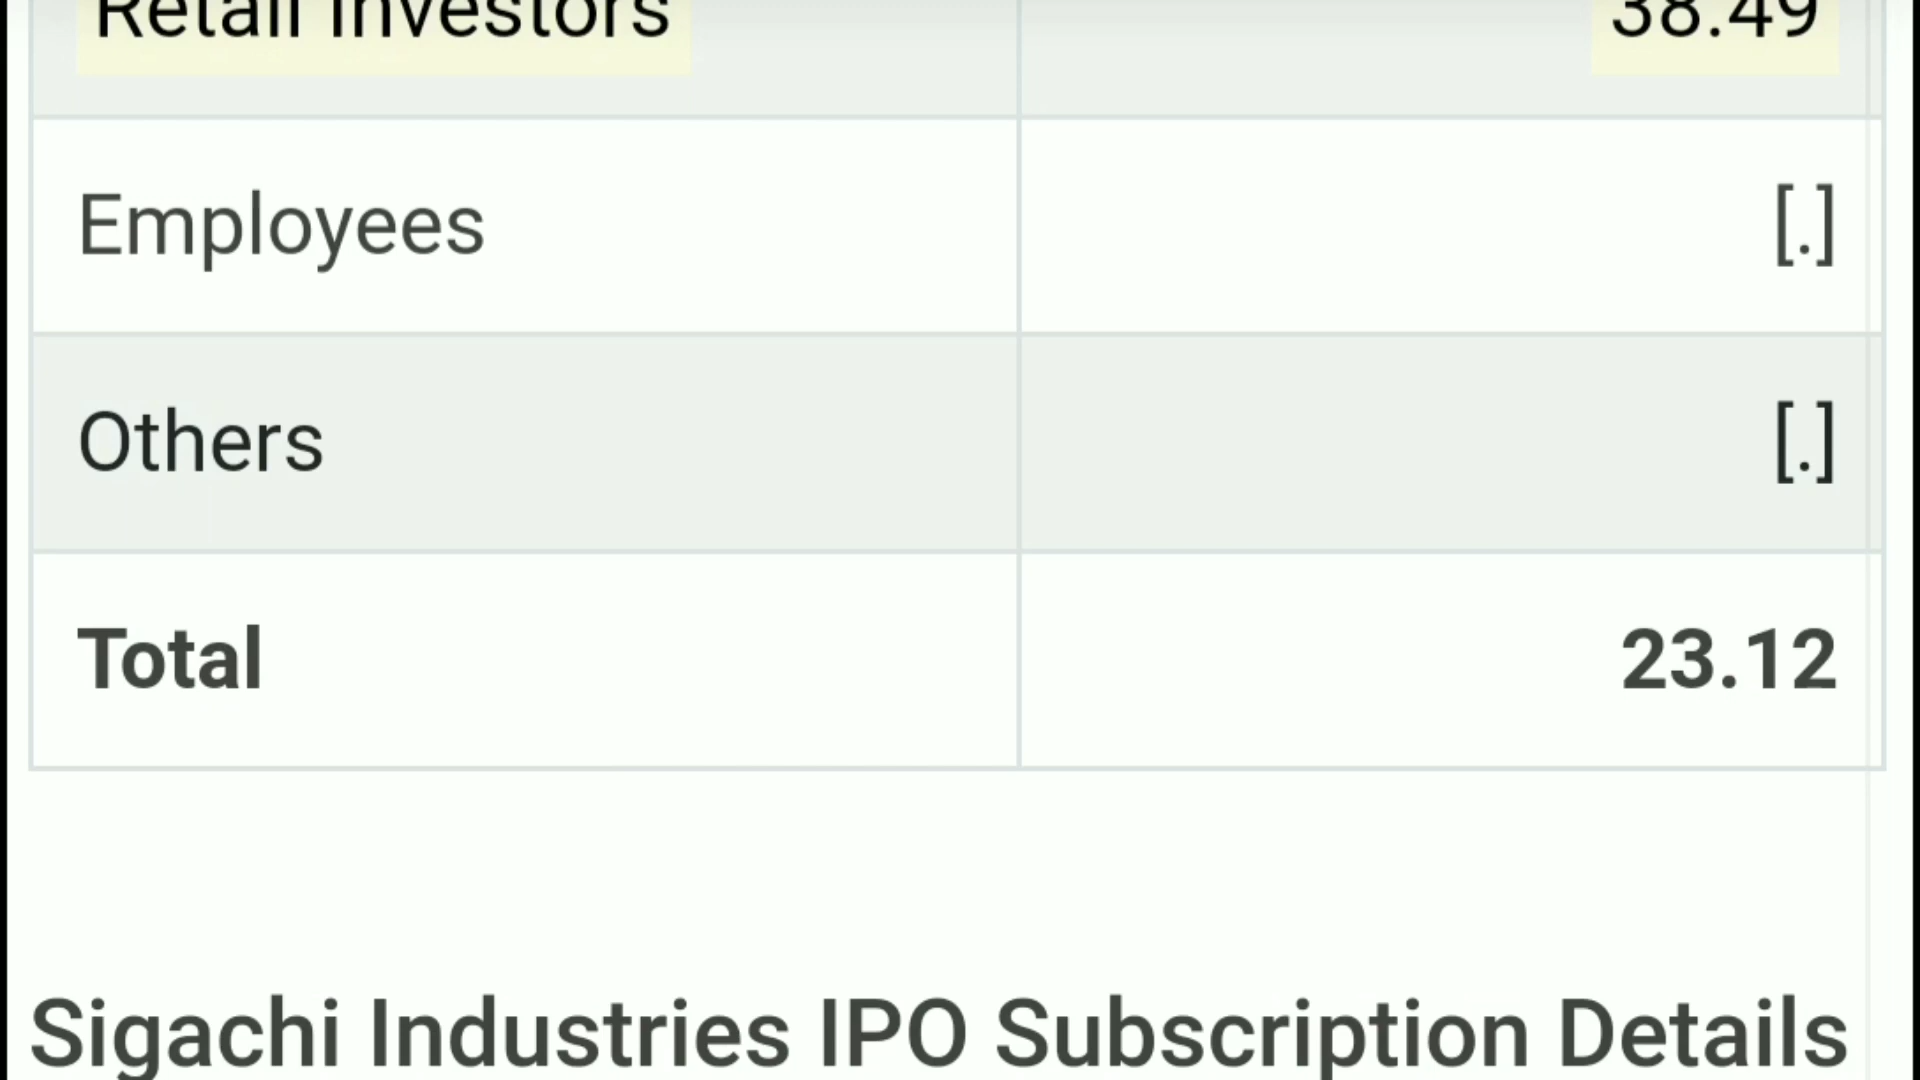 Retail Investors 38.49
Employees [.]
Others [.]
Total 23.12
Sigachi Industries IPO Subscription Details